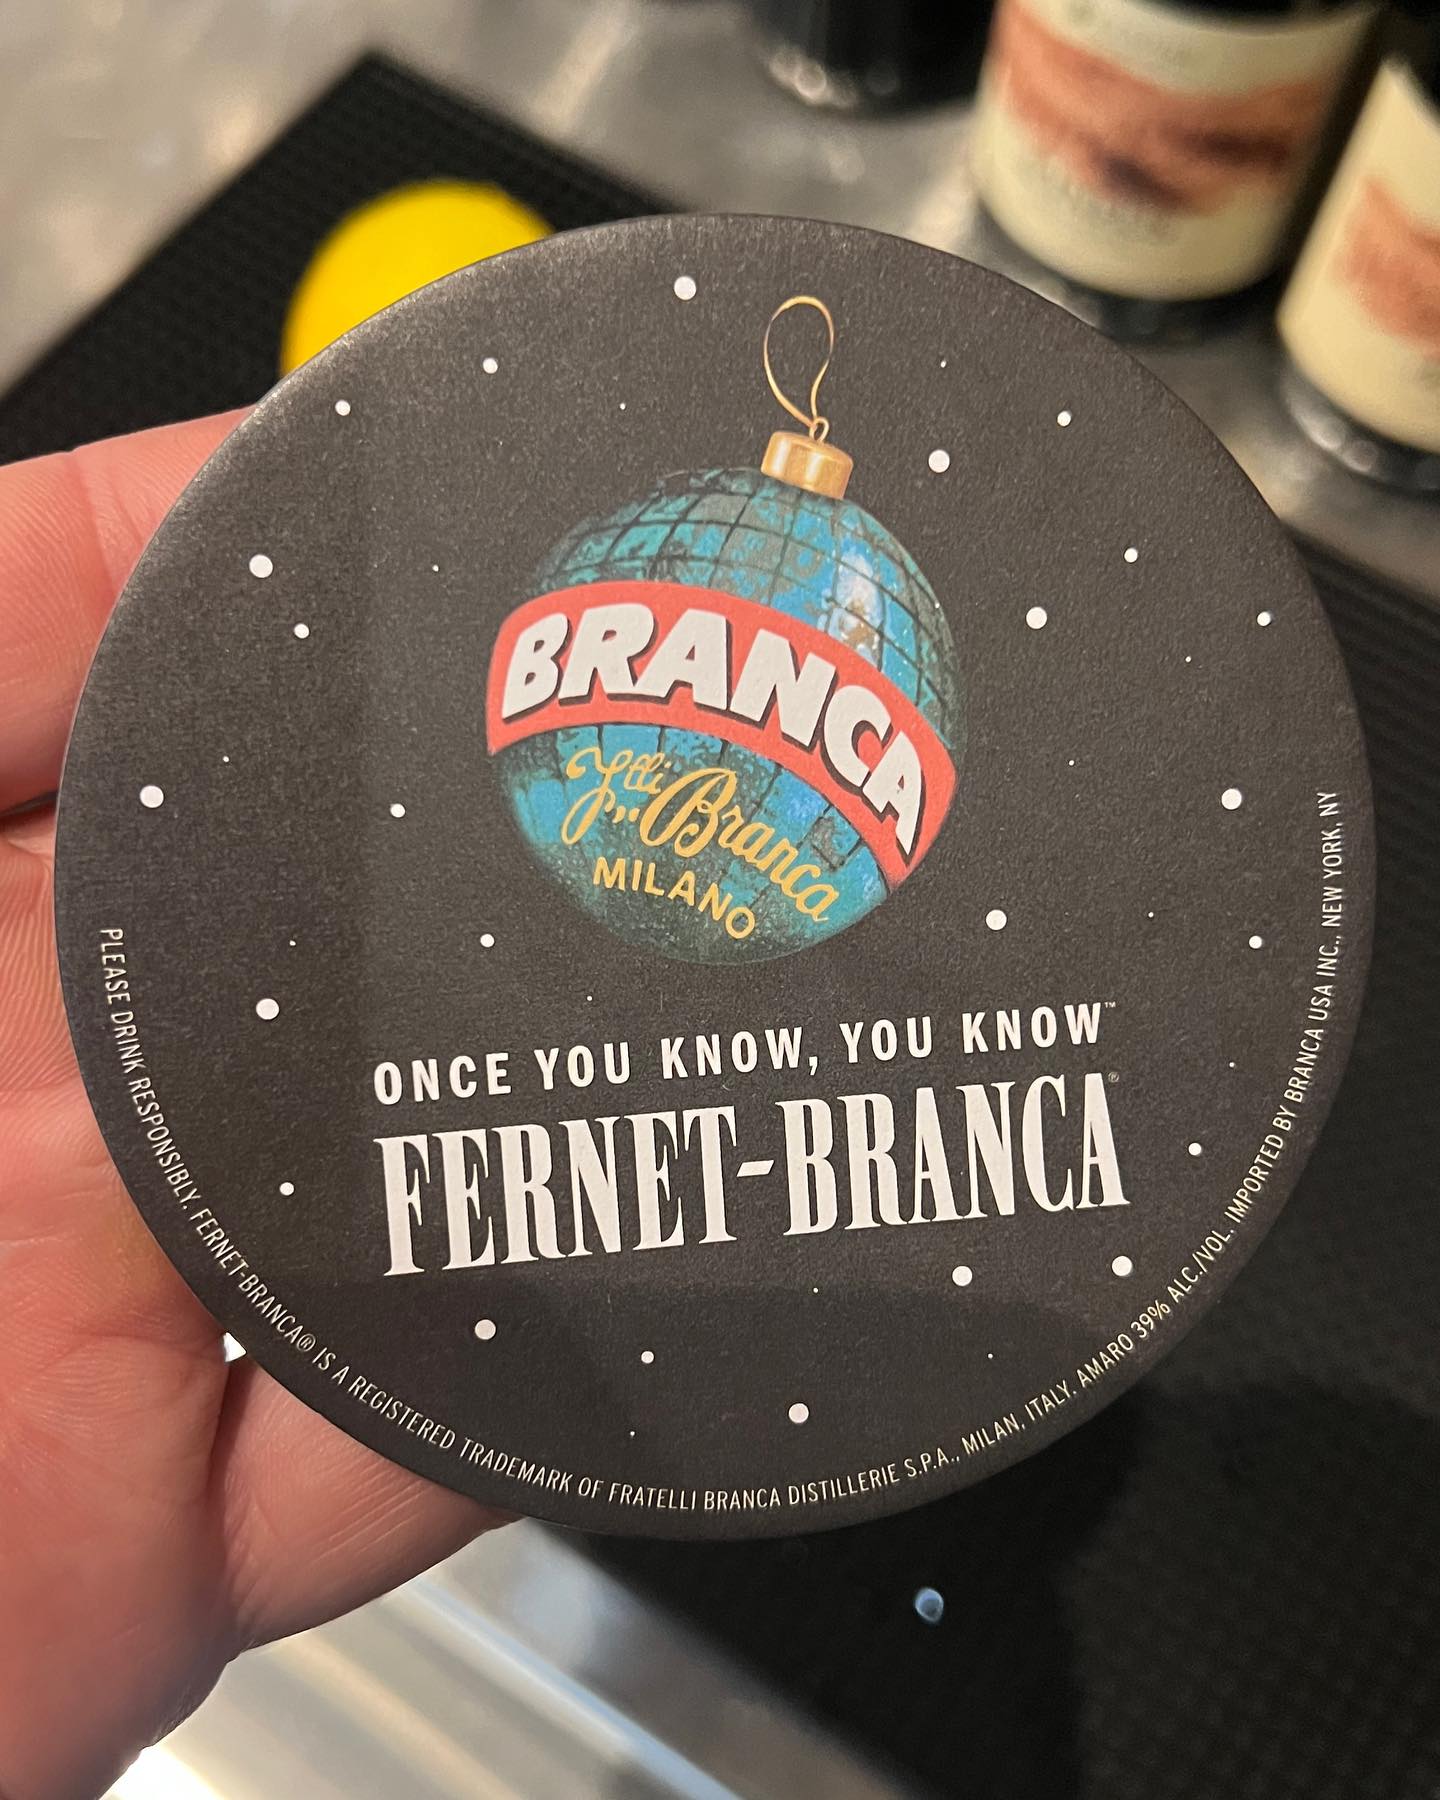 BRANCA
Flli Branca
MILANO
ONCE YOU KNOW, YOU KNOW™
FERNET-BRANCA®
PLEASE DRINK RESPONSIBLY. FERNET-BRANCA® IS A REGISTERED TRADEMARK OF FRATELLI BRANCA DISTILLERIE S.P.A., MILAN, ITALY. AMARO 39% ALC./VOL. IMPORTED BY BRANCA USA INC., NEW YORK, NY